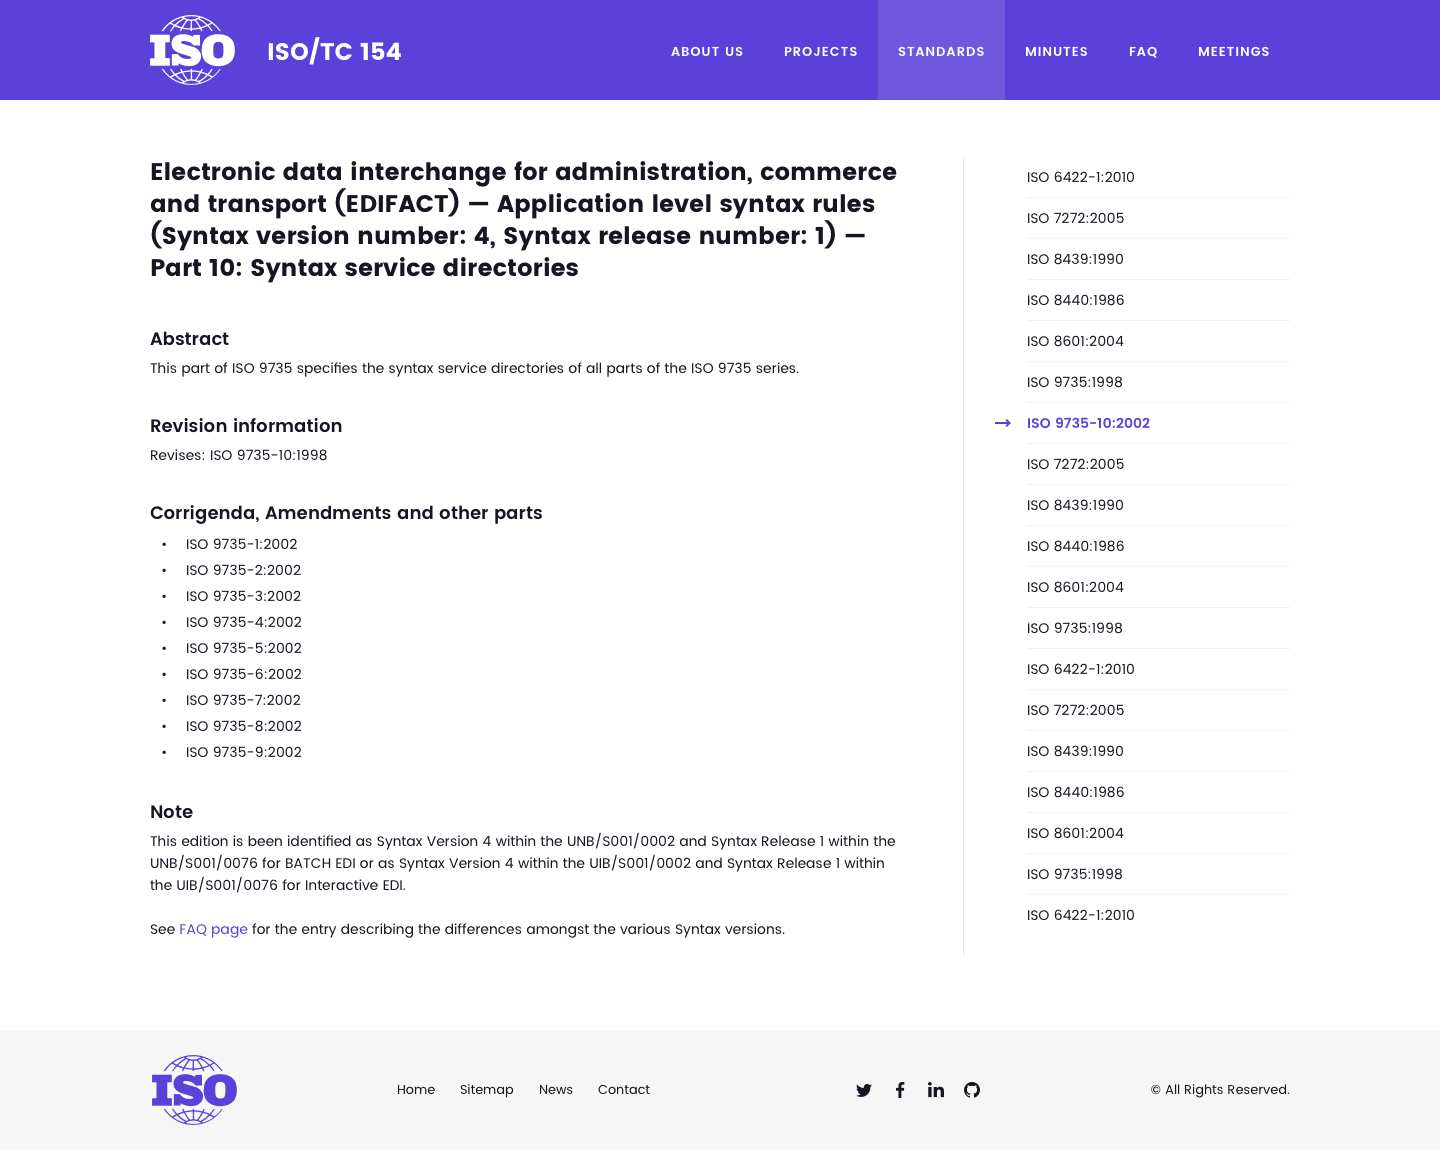 ISO
ISO/TC 154
ABOUT US
PROJECTS
STANDARDS
MINUTES
FAQ
MEETINGS
Electronic data interchange for administration, commerce
and transport (EDIFACT) — Application level syntax rules
(Syntax version number: 4, Syntax release number: 1) —
Part 10: Syntax service directories
Abstract
This part of ISO 9735 specifies the syntax service directories of all parts of the ISO 9735 series.
Revision information
Revises: ISO 9735-10:1998
Corrigenda, Amendments and other parts
• ISO 9735-1:2002
• ISO 9735-2:2002
• ISO 9735-3:2002
• ISO 9735-4:2002
• ISO 9735-5:2002
• ISO 9735-6:2002
• ISO 9735-7:2002
• ISO 9735-8:2002
• ISO 9735-9:2002
Note
This edition is been identified as Syntax Version 4 within the UNB/S001/0002 and Syntax Release 1 within the
UNB/S001/0076 for BATCH EDI or as Syntax Version 4 within the UIB/S001/0002 and Syntax Release 1 within
the UIB/S001/0076 for Interactive EDI.
See FAQ page for the entry describing the differences amongst the various Syntax versions.
ISO 6422-1:2010
ISO 7272:2005
ISO 8439:1990
ISO 8440:1986
ISO 8601:2004
ISO 9735:1998
→ ISO 9735-10:2002
ISO 7272:2005
ISO 8439:1990
ISO 8440:1986
ISO 8601:2004
ISO 9735:1998
ISO 6422-1:2010
ISO 7272:2005
ISO 8439:1990
ISO 8440:1986
ISO 8601:2004
ISO 9735:1998
ISO 6422-1:2010
ISO
Home
Sitemap
News
Contact
© All Rights Reserved.